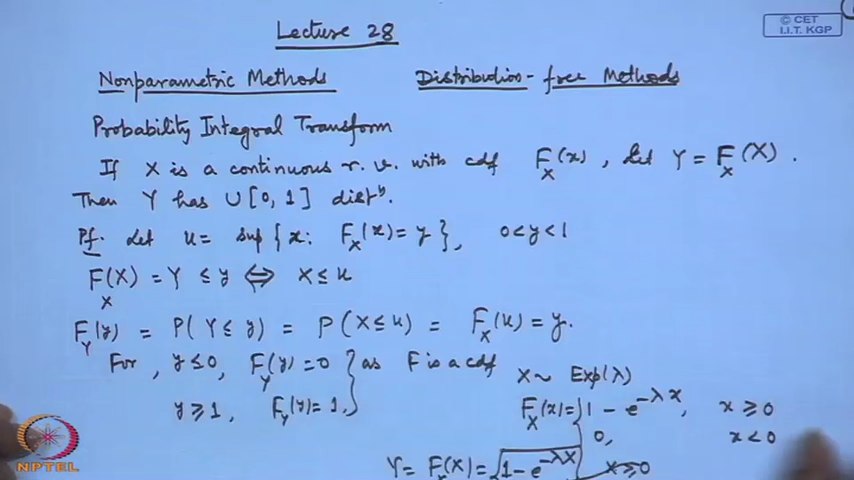 Lecture 28
© CET
I.I.T. KGP
Nonparametric Methods Distribution-free Methods
Probability Integral Transform
If X is a continuous r.v. with cdf F_X(x), Let Y = F_X(X).
Then Y has U[0, 1] dist^n.
Pf. Let u = sup {x: F_X(x) = y}, 0<y<1
F_X(X) = Y ≤ y ⇔ X ≤ u
F_Y(y) = P(Y ≤ y) = P(X ≤ u) = F_X(u) = y.
For, y ≤ 0, F_Y(y) = 0 } as F is a cdf
y ≥ 1, F_Y(y) = 1,
X ~ Exp(λ)
F_X(x) = { 1 - e^{-λx}, x ≥ 0
0, x < 0
Y = F_X(X) = 1 - e^{-λX} X ≥ 0
NPTEL